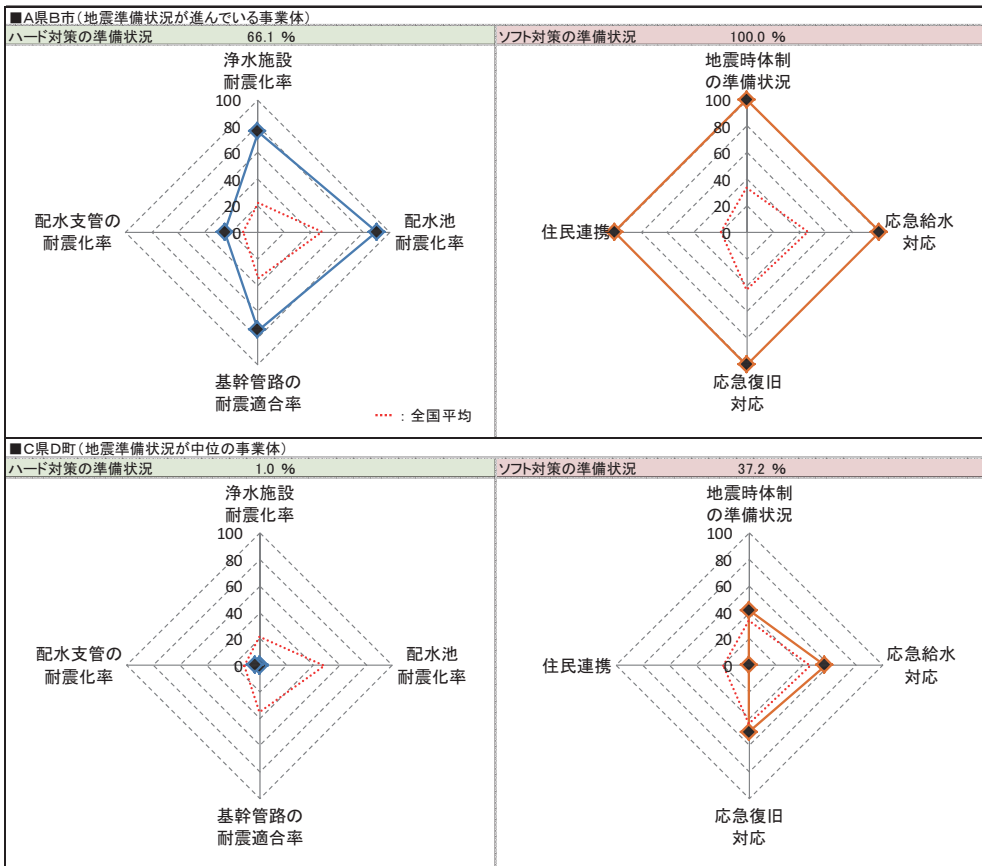 ■A県B市(地震準備状況が進んでいる事業体)
ハード対策の準備状況 66.1 %
ソフト対策の準備状況 100.0 %
浄水施設
耐震化率
100
80
60
40
20
0
配水支管の
耐震化率
配水池
耐震化率
基幹管路の
耐震適合率
:全国平均
地震時体制
の準備状況
100
80
60
40
20
0
住民連携
応急給水
対応
応急復旧
対応
■C県D町(地震準備状況が中位の事業体)
ハード対策の準備状況 1.0 %
ソフト対策の準備状況 37.2 %
浄水施設
耐震化率
100
80
60
40
20
0
配水支管の
耐震化率
配水池
耐震化率
基幹管路の
耐震適合率
地震時体制
の準備状況
100
80
60
40
20
0
住民連携
応急給水
対応
応急復旧
対応